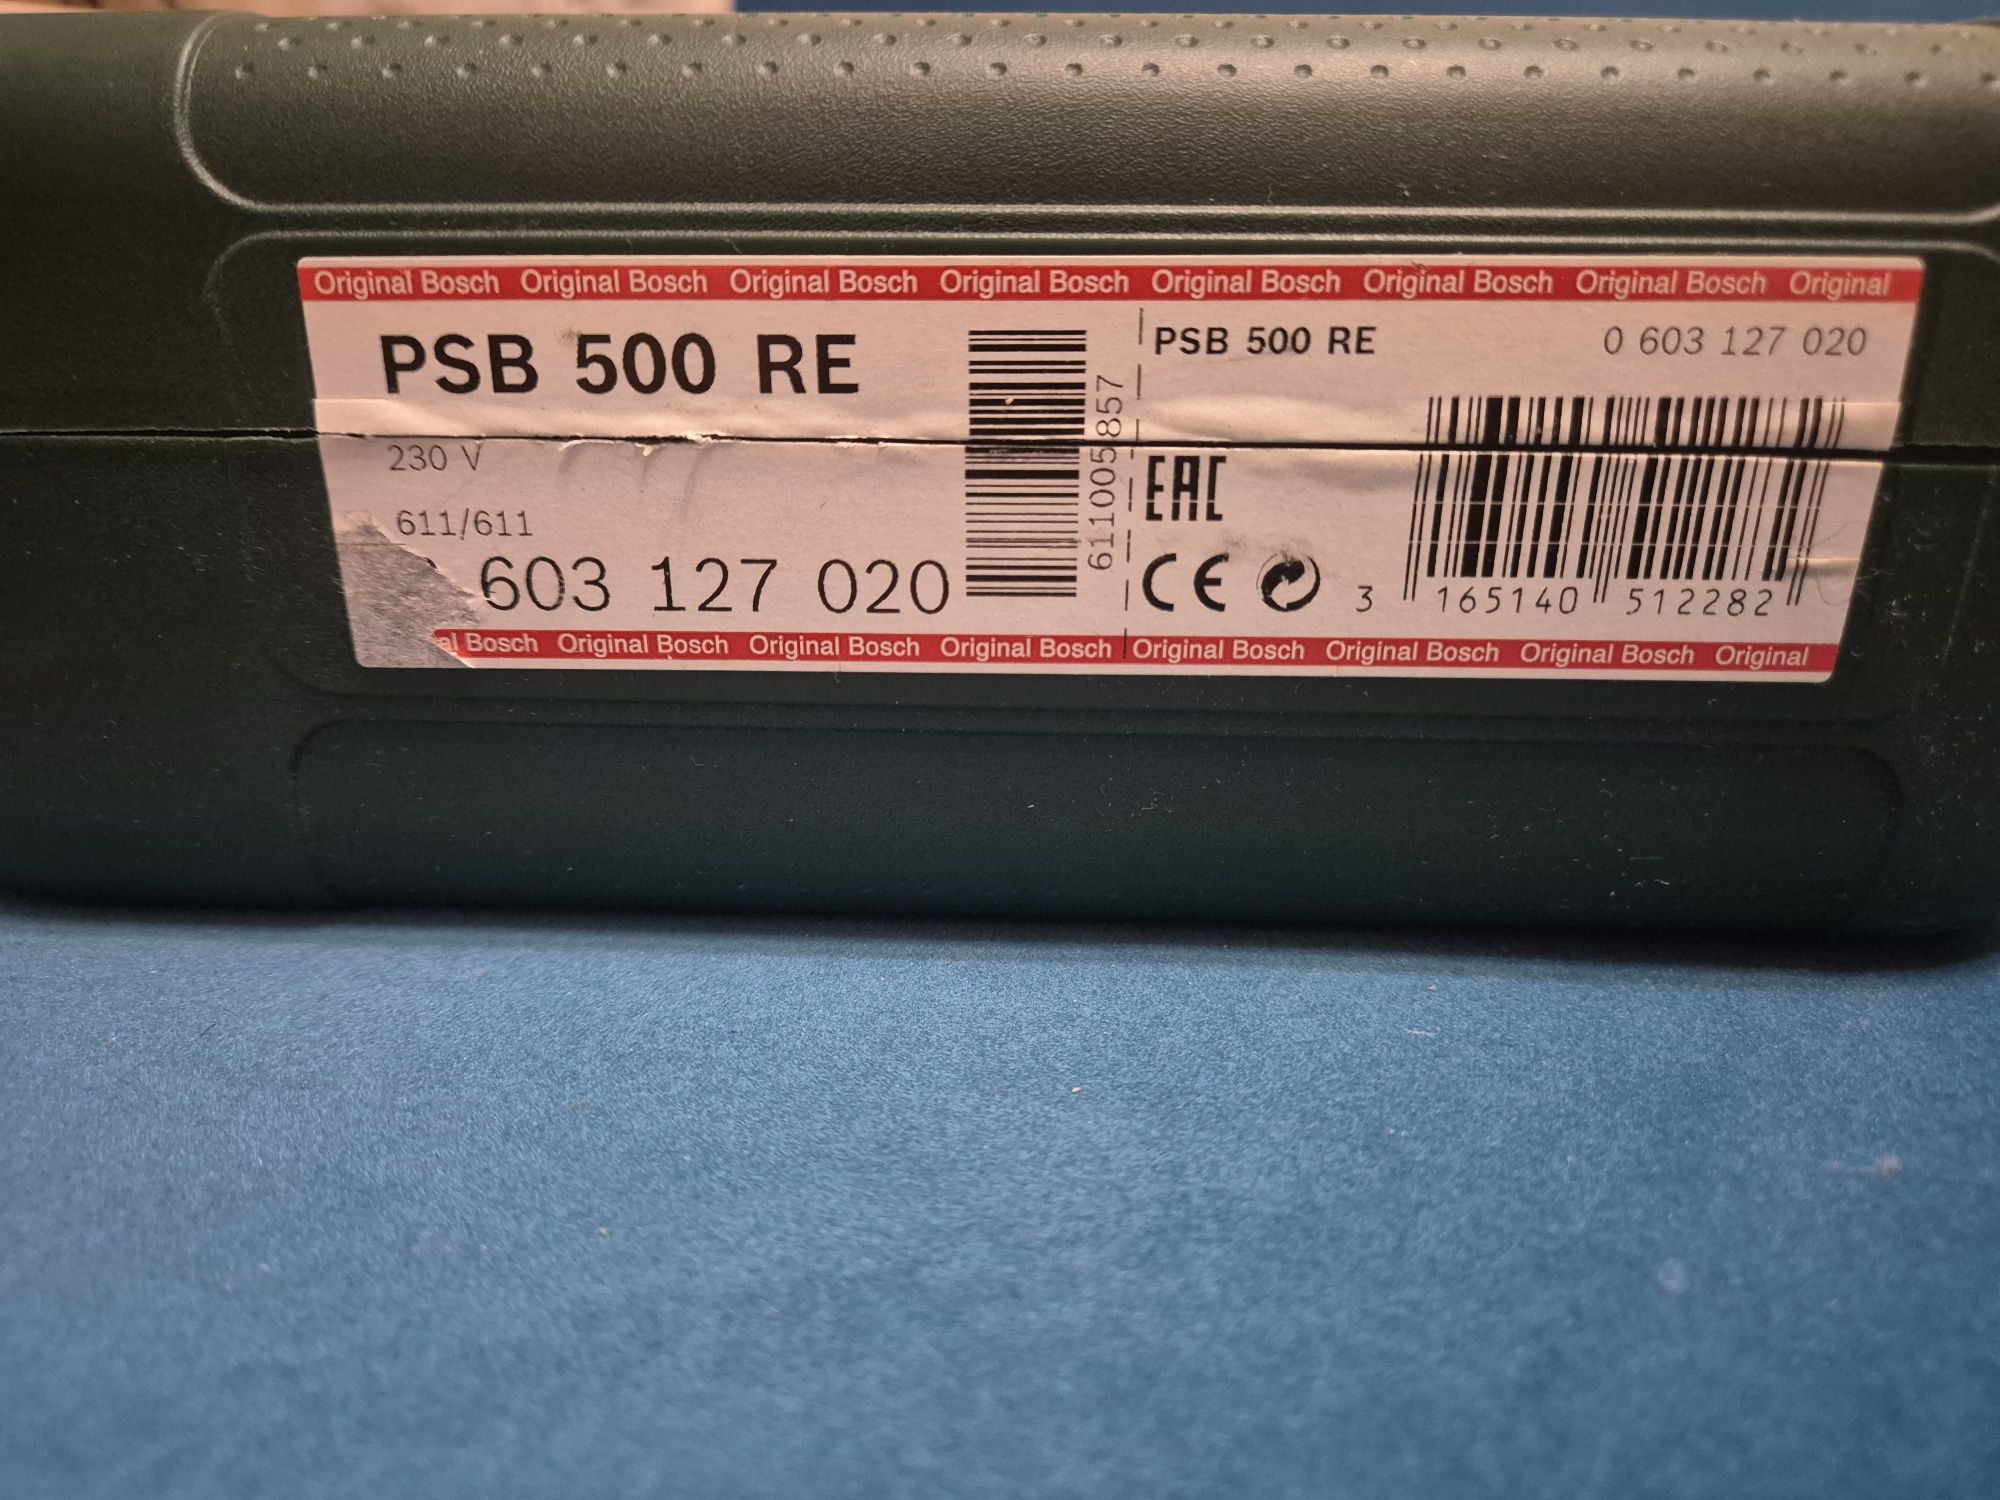 Original Bosch Original Bosch Original Bosch Original Bosch Original Bosch Original Bosch Original Bosch Original
PSB 500 RE
230 V
611/611
603 127 020
611005857
PSB 500 RE
0 603 127 020
EAC
CE
3 165140 512282
al Bosch Original Bosch Original Bosch Original Bosch Original Bosch Original Bosch Original Bosch Original